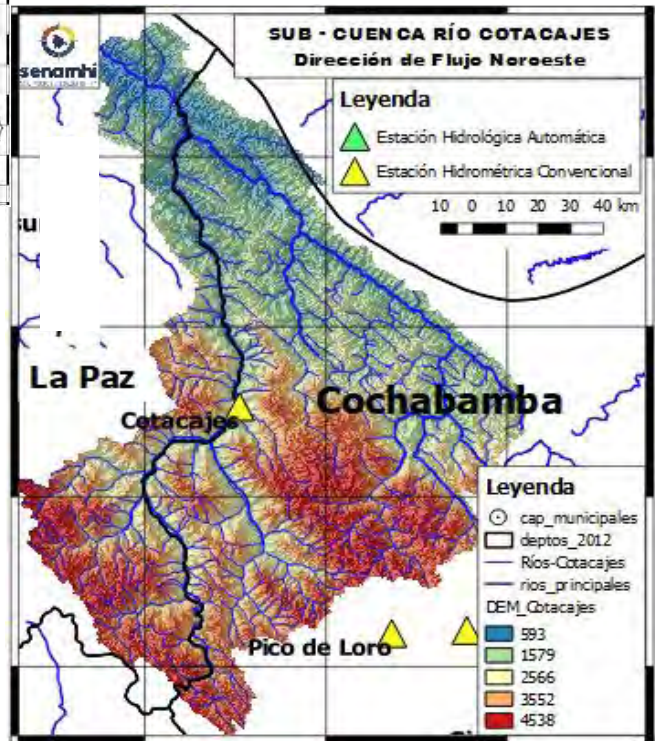 senamhi
SUB - CUENCA RÍO COTACAJES
Dirección de Flujo Noroeste
Leyenda
Estación Hidrológica Automática
Estación Hidrométrica Convencional
10 0 10 20 30 40 km
La Paz
Cochabamba
Cotacajes
Pico de Loro
Leyenda
cap_municipales
deptos_2012
Ríos-Cotacajes
rios_principales
DEM_Cotacajes
593
1579
2566
3552
4538